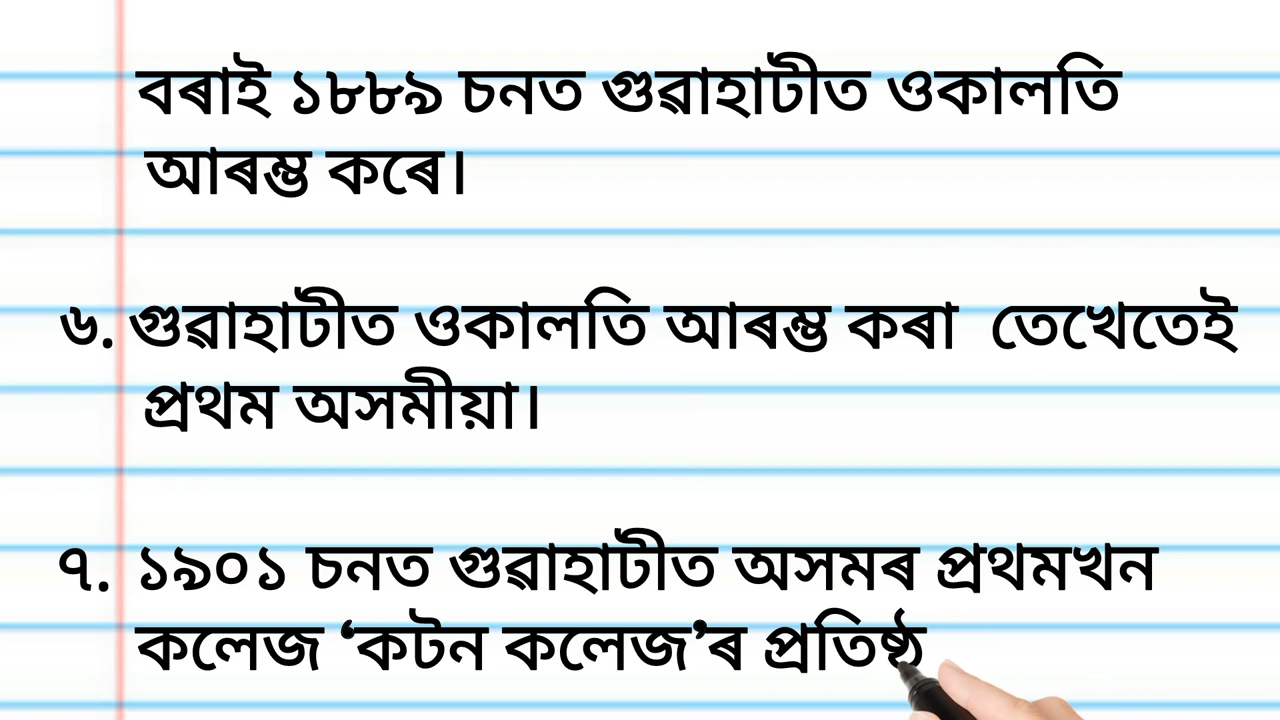 বৰাই ১৮৮৯ চনত গুৱাহাটীত ওকালতি
আৰম্ভ কৰে।
৬. গুৱাহাটীত ওকালতি আৰম্ভ কৰা তেখেতেই
প্ৰথম অসমীয়া।
৭. ১৯০১ চনত গুৱাহাটীত অসমৰ প্ৰথমখন
কলেজ ‘কটন কলেজ’ৰ প্ৰতিষ্ঠ